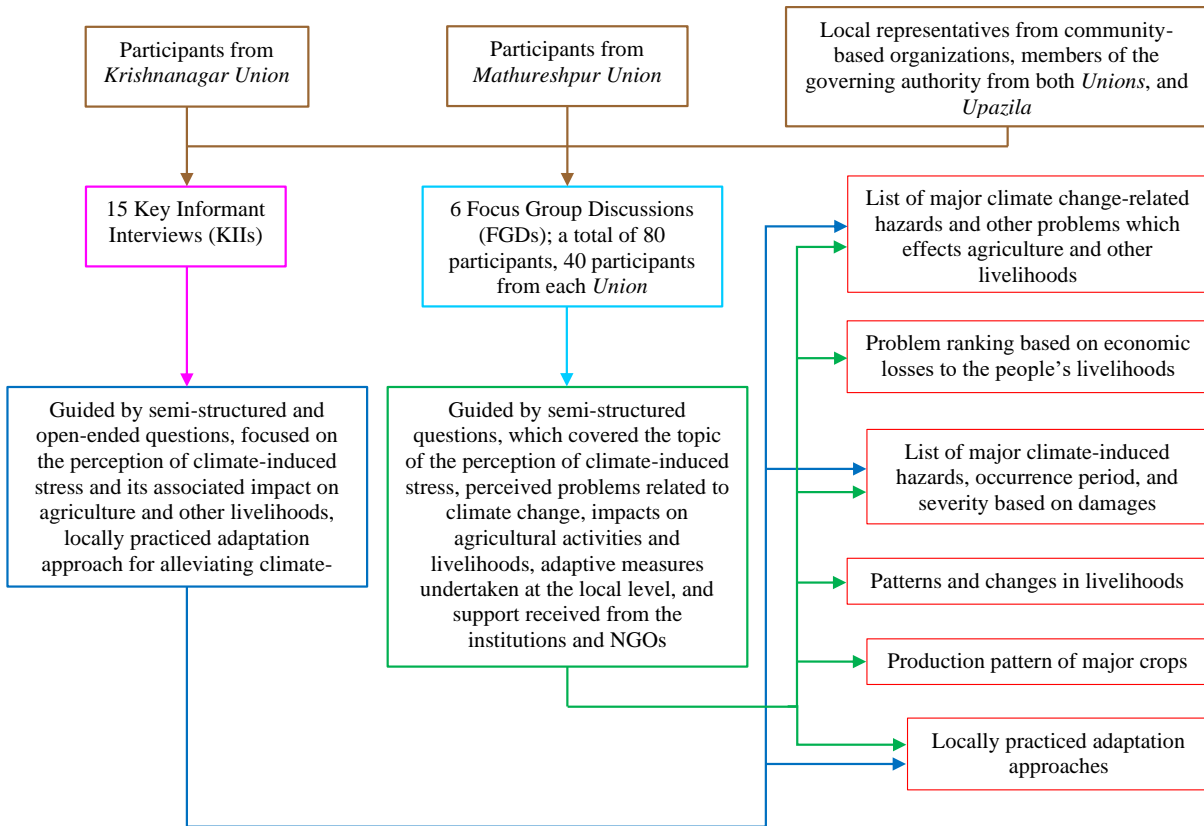 Participants from
Krishnanagar Union
Participants from
Mathureshpur Union
Local representatives from community-
based organizations, members of the
governing authority from both Unions, and
Upazila
15 Key Informant
Interviews (KIIs)
6 Focus Group Discussions
(FGDs); a total of 80
participants, 40 participants
from each Union
List of major climate change-related
hazards and other problems which
effects agriculture and other
livelihoods
Problem ranking based on economic
losses to the people’s livelihoods
Guided by semi-structured and
open-ended questions, focused on
the perception of climate-induced
stress and its associated impact on
agriculture and other livelihoods,
locally practiced adaptation
approach for alleviating climate-
Guided by semi-structured
questions, which covered the topic
of the perception of climate-induced
stress, perceived problems related to
climate change, impacts on
agricultural activities and
livelihoods, adaptive measures
undertaken at the local level, and
support received from the
institutions and NGOs
List of major climate-induced
hazards, occurrence period, and
severity based on damages
Patterns and changes in livelihoods
Production pattern of major crops
Locally practiced adaptation
approaches